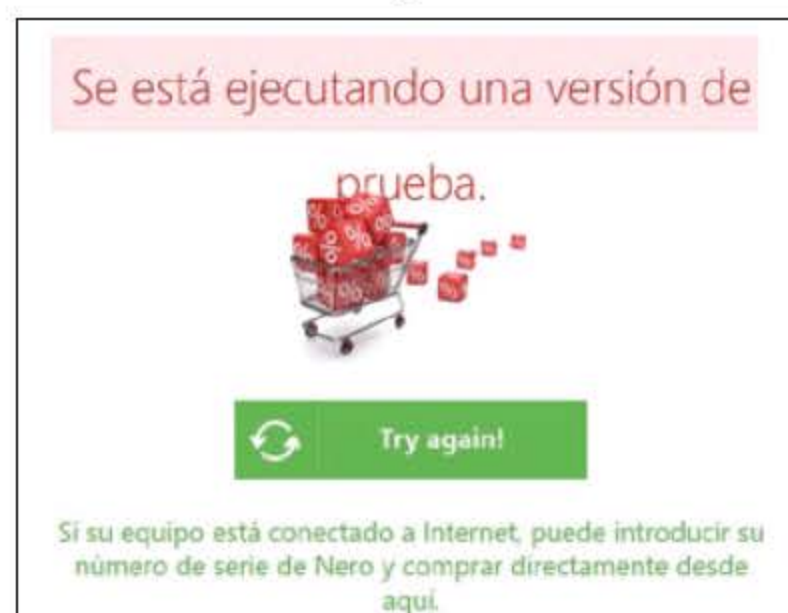 Se está ejecutando una versión de
prueba.
% % % % % % % % % % %
Try again!
Si su equipo está conectado a Internet, puede introducir su
número de serie de Nero y comprar directamente desde
aquí.